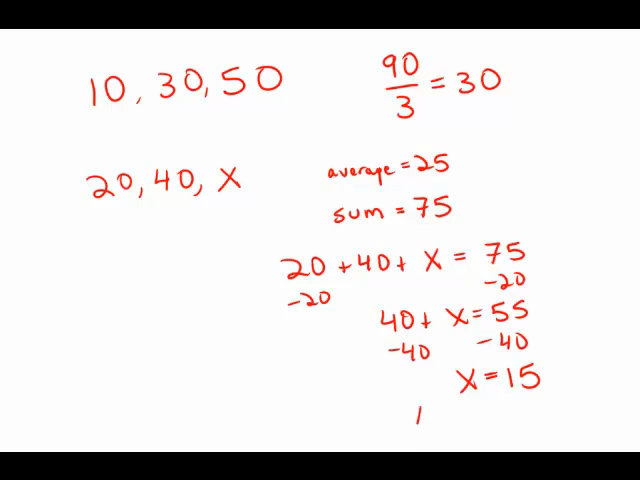 10, 30, 50
90/3 = 30
20, 40, x
average = 25
sum = 75
20 + 40 + x = 75
-20 -20
40 + x = 55
-40 -40
x = 15